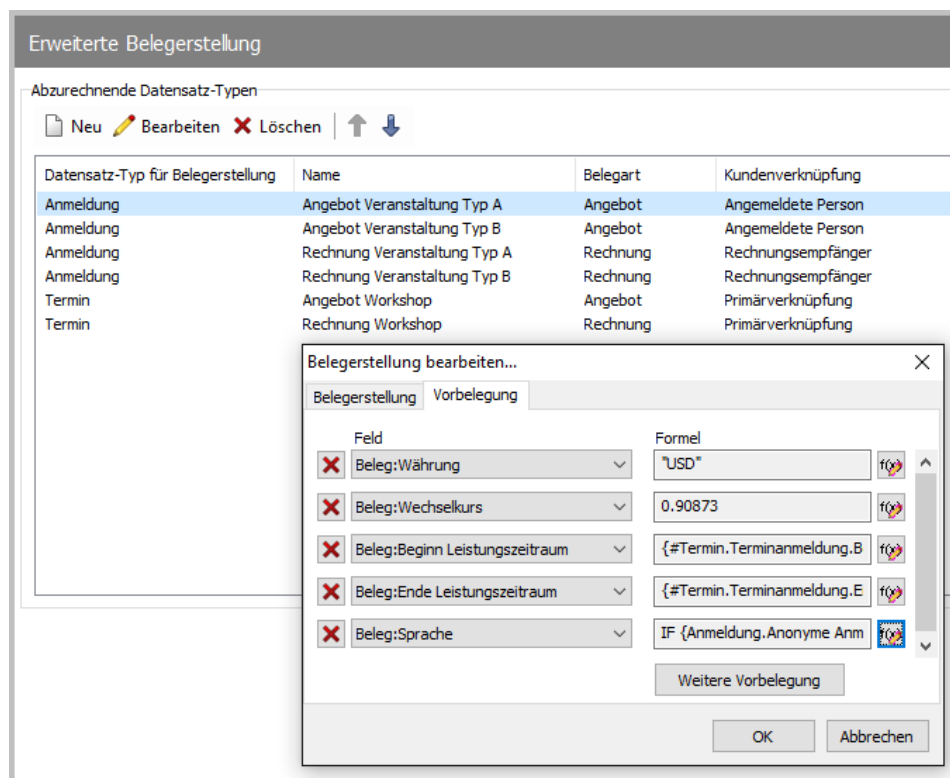 Erweiterte Belegerstellung
Abzurechnende Datensatz-Typen
Neu Bearbeiten Löschen
Datensatz-Typ für Belegerstellung Name Belegart Kundenverknüpfung
Anmeldung Angebot Veranstaltung Typ A Angebot Angemeldete Person
Anmeldung Angebot Veranstaltung Typ B Angebot Angemeldete Person
Anmeldung Rechnung Veranstaltung Typ A Rechnung Rechnungsempfänger
Anmeldung Rechnung Veranstaltung Typ B Rechnung Rechnungsempfänger
Termin Angebot Workshop Angebot Primärverknüpfung
Termin Rechnung Workshop Rechnung Primärverknüpfung
Belegerstellung bearbeiten...
Belegerstellung Vorbelegung
Feld Formel
Beleg:Währung "USD" f(x)
Beleg:Wechselkurs 0.90873 f(x)
Beleg:Beginn Leistungszeitraum {#Termin.Terminanmeldung.B f(x)
Beleg:Ende Leistungszeitraum {#Termin.Terminanmeldung.E f(x)
Beleg:Sprache IF {Anmeldung.Anonyme Anm f(x)
Weitere Vorbelegung
OK Abbrechen